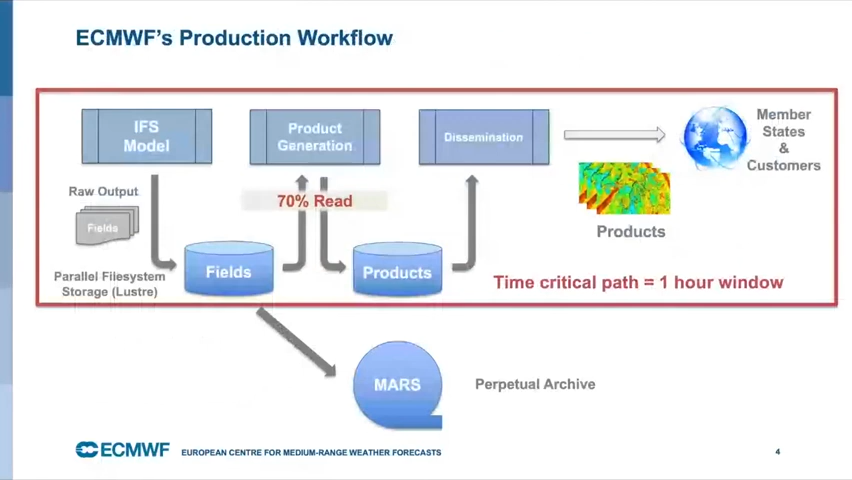 ECMWF's Production Workflow
IFS
Model
Product
Generation
Dissemination
Member
States
&
Customers
Raw Output
Fields
70% Read
Products
Parallel Filesystem
Storage (Lustre)
Fields
Products
Time critical path = 1 hour window
MARS
Perpetual Archive
ECMWF
EUROPEAN CENTRE FOR MEDIUM-RANGE WEATHER FORECASTS
4